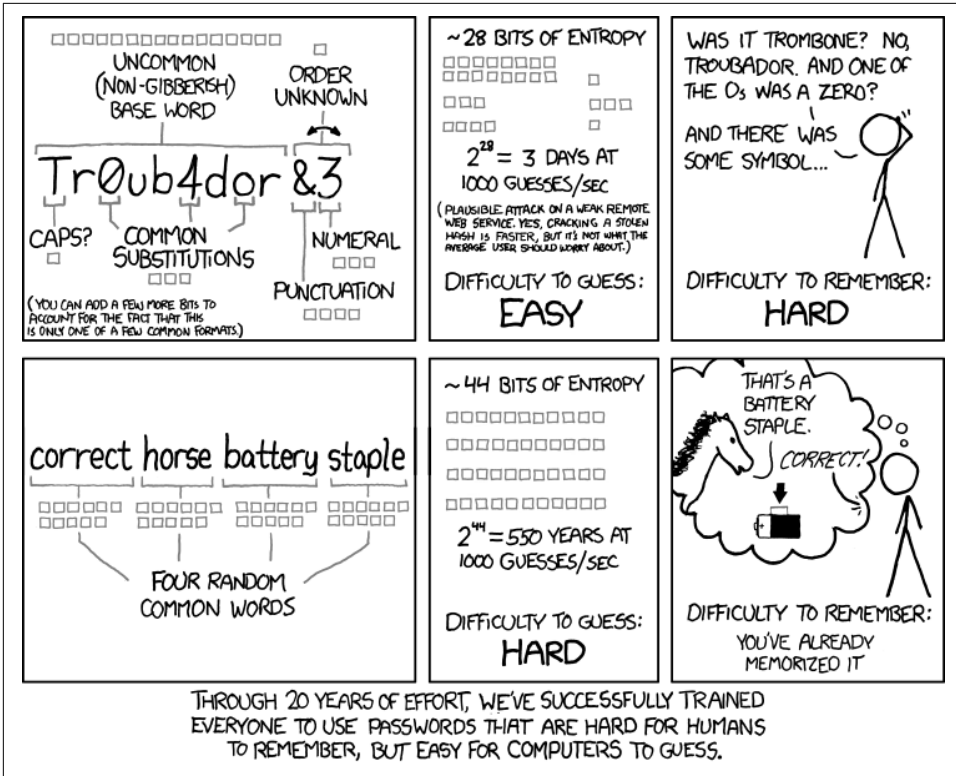 UNCOMMON
(NON-GIBBERISH)
BASE WORD
ORDER
UNKNOWN
Tr0ub4dor &3
CAPS?
COMMON
SUBSTITUTIONS
NUMERAL
PUNCTUATION
(YOU CAN ADD A FEW MORE BITS TO
ACCOUNT FOR THE FACT THAT THIS
IS ONLY ONE OF A FEW COMMON FORMATS.)
~28 BITS OF ENTROPY
2^28 = 3 DAYS AT
1000 GUESSES/SEC
(PLAUSIBLE ATTACK ON A WEAK REMOTE
WEB SERVICE. YES, CRACKING A STOLEN
HASH IS FASTER, BUT IT'S NOT WHAT THE
AVERAGE USER SHOULD WORRY ABOUT.)
DIFFICULTY TO GUESS:
EASY
WAS IT TROMBONE? NO,
TROUBADOR. AND ONE OF
THE Os WAS A ZERO?
AND THERE WAS
SOME SYMBOL...
DIFFICULTY TO REMEMBER:
HARD
correct horse battery staple
FOUR RANDOM
COMMON WORDS
~44 BITS OF ENTROPY
2^44 = 550 YEARS AT
1000 GUESSES/SEC
DIFFICULTY TO GUESS:
HARD
THAT'S A
BATTERY
STAPLE.
CORRECT!
DIFFICULTY TO REMEMBER:
YOU'VE ALREADY
MEMORIZED IT
THROUGH 20 YEARS OF EFFORT, WE'VE SUCCESSFULLY TRAINED
EVERYONE TO USE PASSWORDS THAT ARE HARD FOR HUMANS
TO REMEMBER, BUT EASY FOR COMPUTERS TO GUESS.